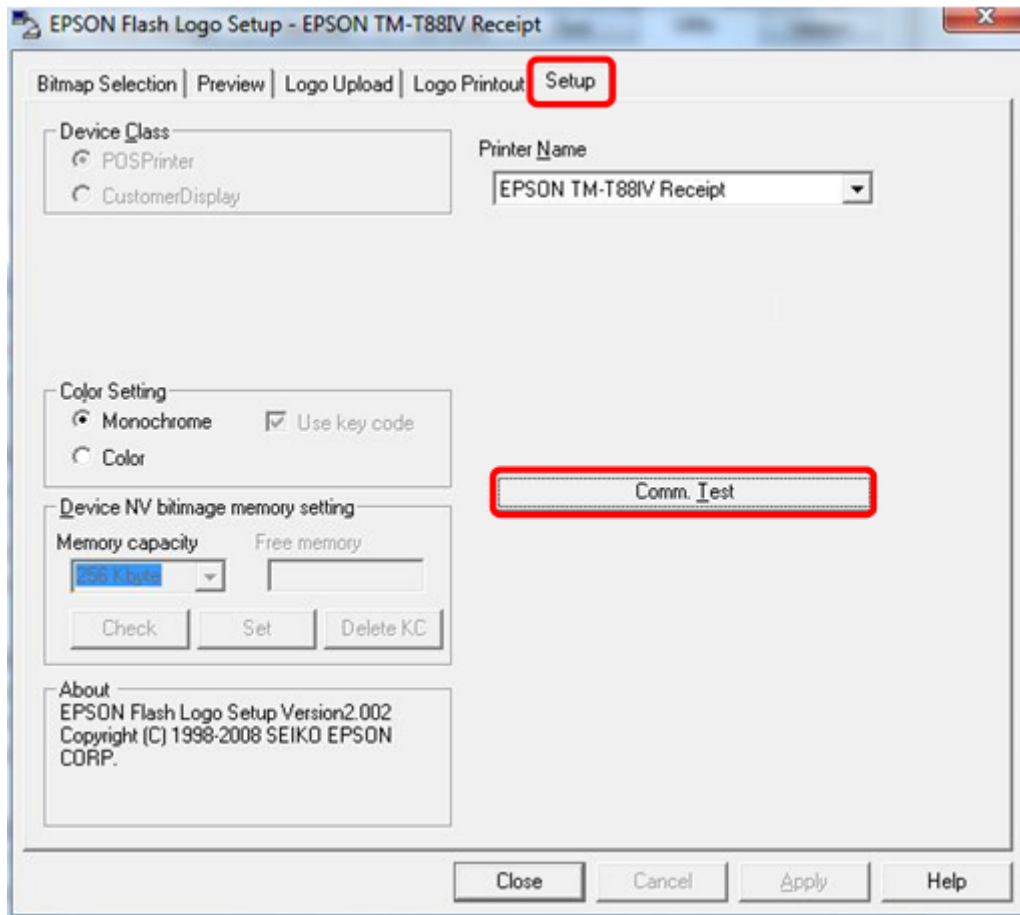 EPSON Flash Logo Setup - EPSON TM-T88IV Receipt
Bitmap Selection
Preview
Logo Upload
Logo Printout
Setup
Device Class
POSPrinter
CustomerDisplay
Printer Name
EPSON TM-T88IV Receipt
Color Setting
Monochrome
Use key code
Color
Comm. Test
Device NV bitimage memory setting
Memory capacity
Free memory
256 Kbyte
Check
Set
Delete KC
About
EPSON Flash Logo Setup Version2.002
Copyright (C) 1998-2008 SEIKO EPSON
CORP.
Close
Cancel
Apply
Help